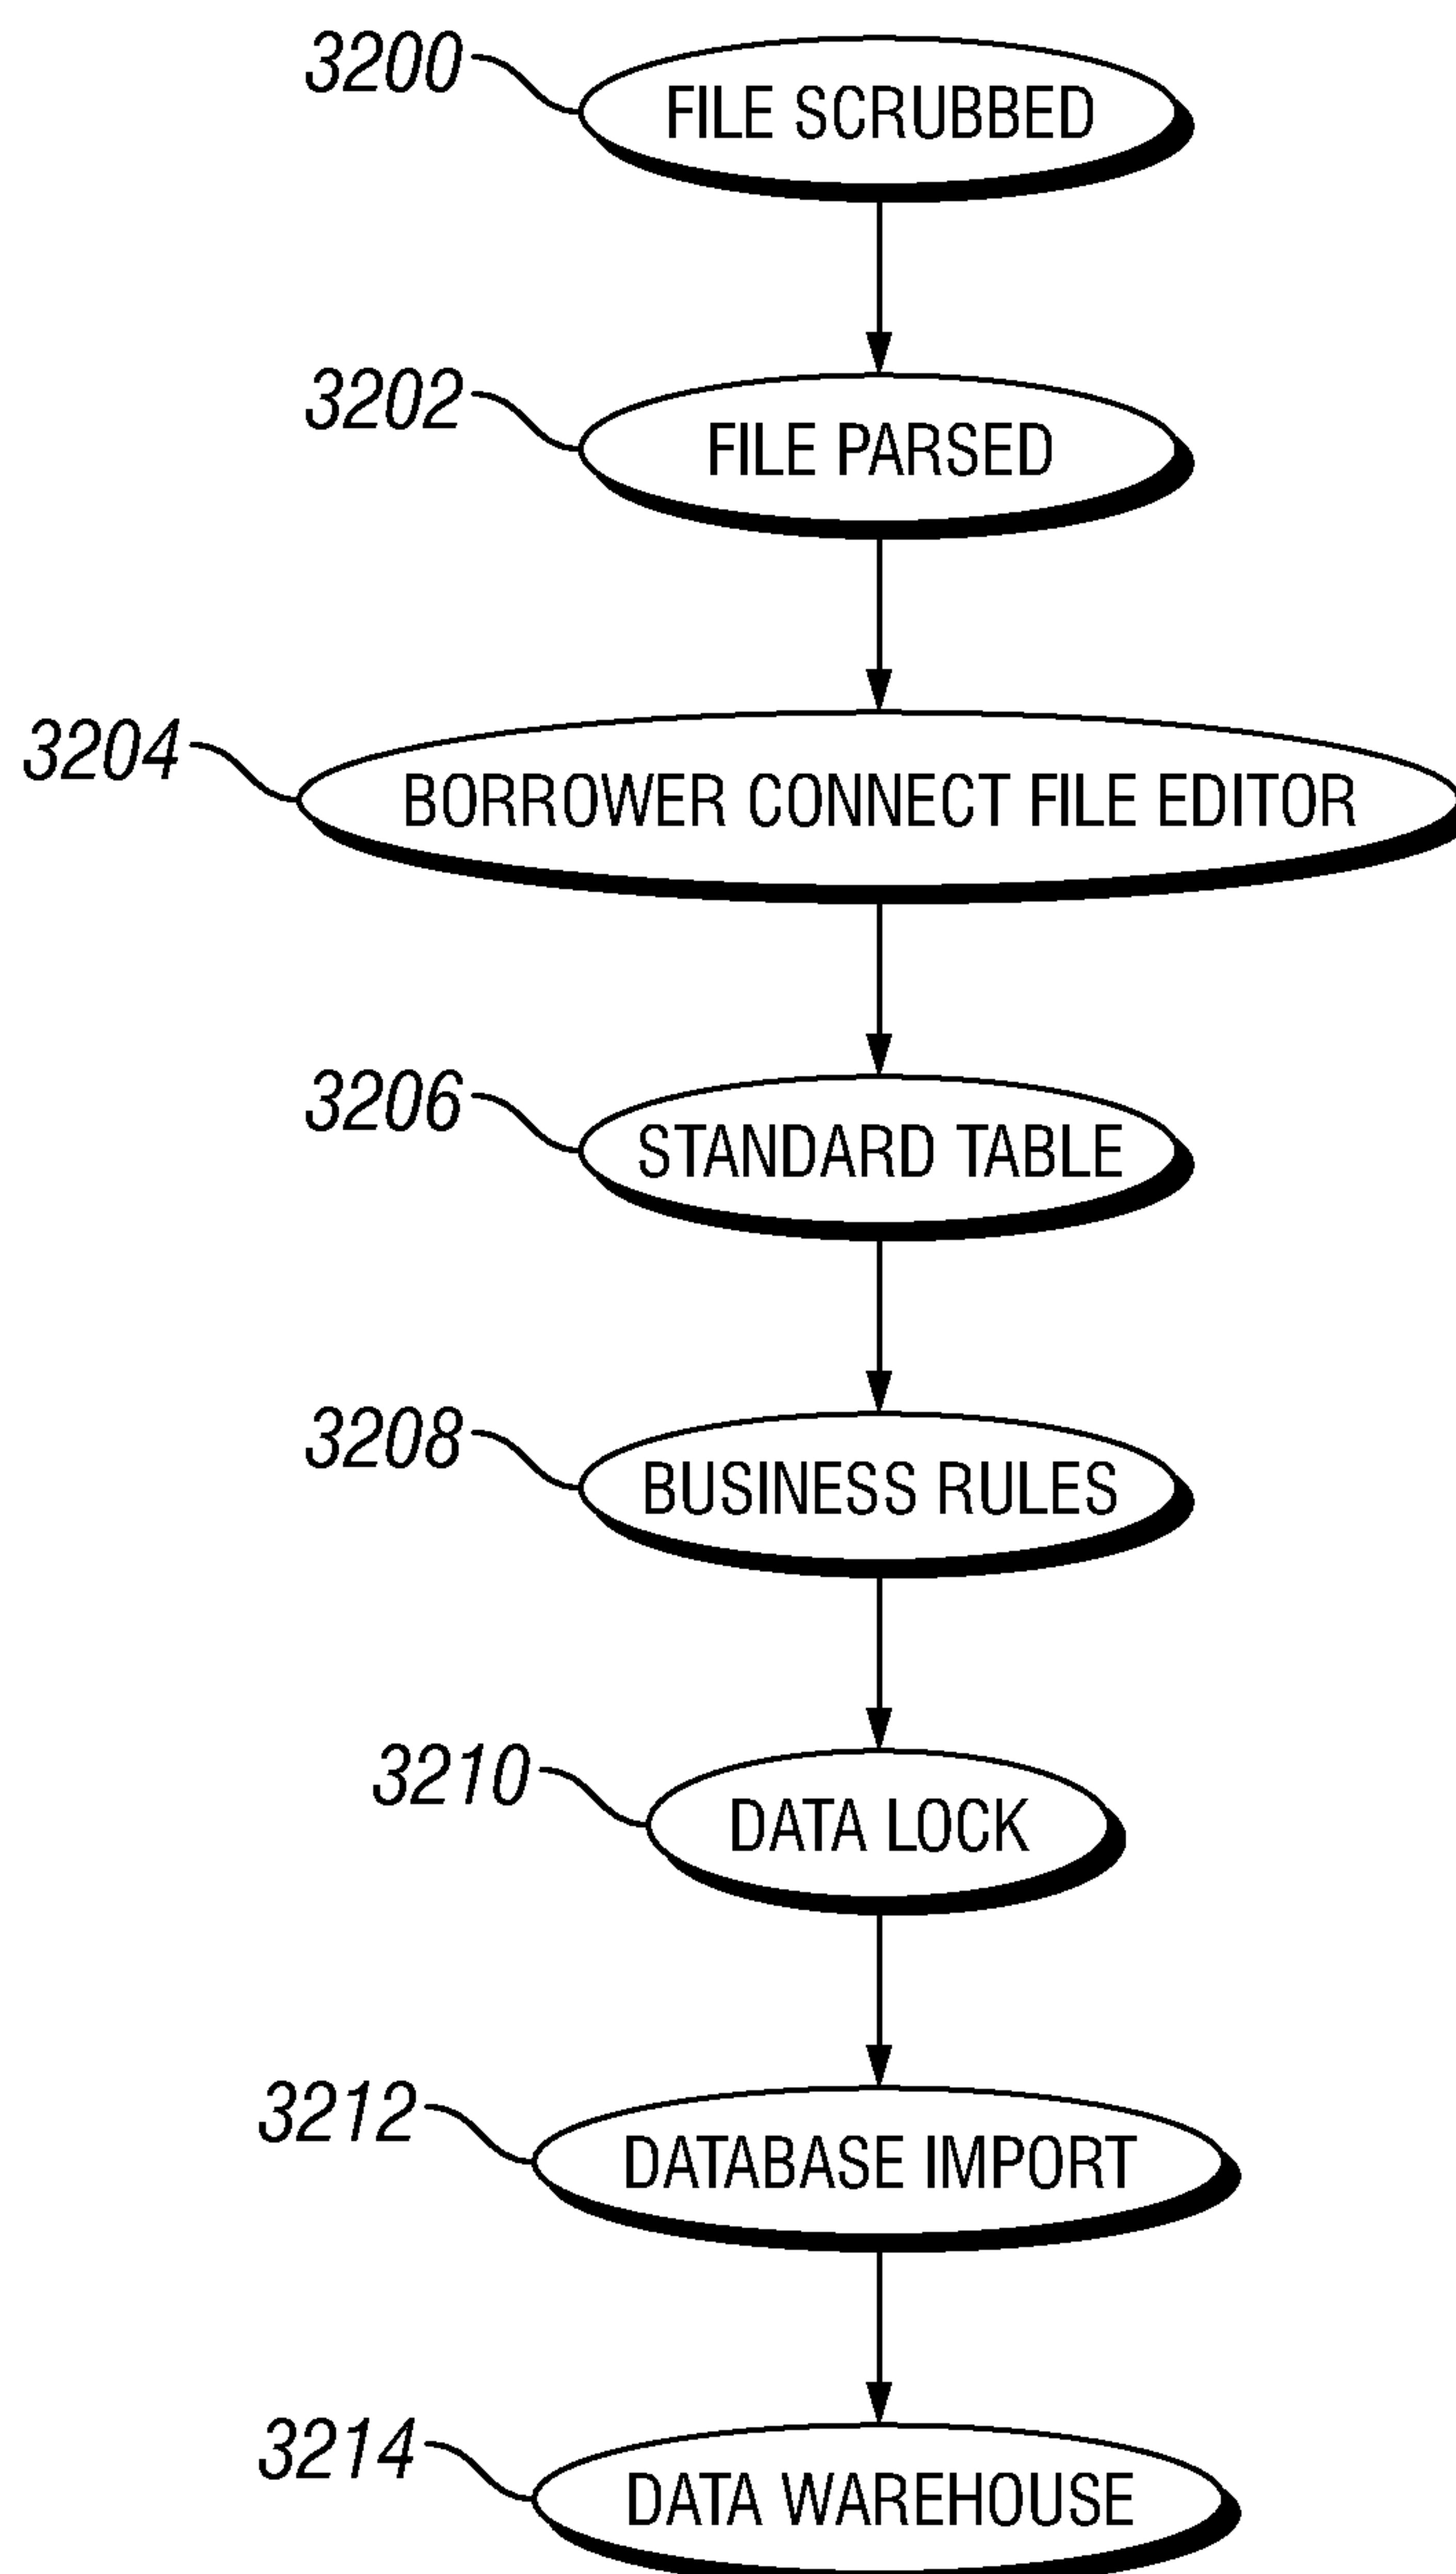 3200
FILE SCRUBBED
3202
FILE PARSED
3204
BORROWER CONNECT FILE EDITOR
3206
STANDARD TABLE
3208
BUSINESS RULES
3210
DATA LOCK
3212
DATABASE IMPORT
3214
DATA WAREHOUSE